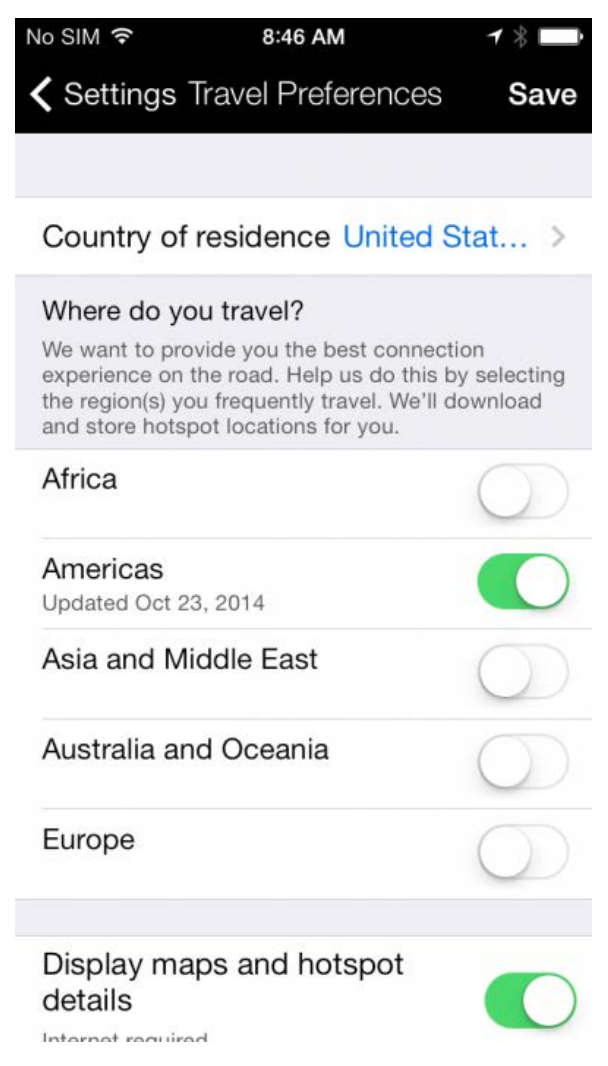 No SIM 8:46 AM
Settings Travel Preferences Save
Country of residence United Stat... >
Where do you travel?
We want to provide you the best connection
experience on the road. Help us do this by selecting
the region(s) you frequently travel. We'll download
and store hotspot locations for you.
Africa
Americas
Updated Oct 23, 2014
Asia and Middle East
Australia and Oceania
Europe
Display maps and hotspot
details
Internet required